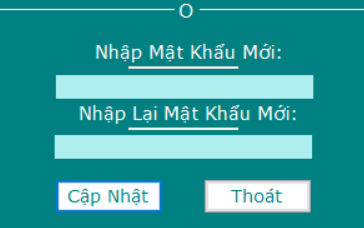 O
Nhập Mật Khẩu Mới:
Nhập Lại Mật Khẩu Mới:
Cập Nhật Thoát